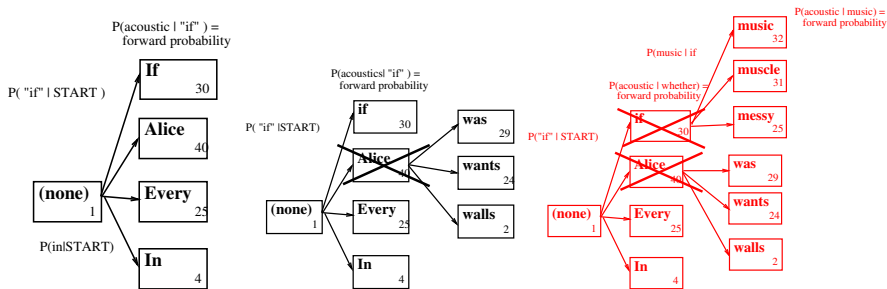 P(acoustic | "if" ) =
forward probability
P( "if" | START )
If
30
Alice
40
(none)
1
Every
25
P(in|START)
In
4
P(acoustics| "if" ) =
forward probability
P( "if" |START)
if
30
Alice
40
(none)
1
Every
25
In
4
was
29
wants
24
walls
2
P(acoustic | music) =
forward probability
P(music | if
music
32
muscle
31
messy
25
P(acoustic | whether) =
forward probability
P("if" | START)
if
30
Alice
40
(none)
1
Every
25
In
4
was
29
wants
24
walls
2